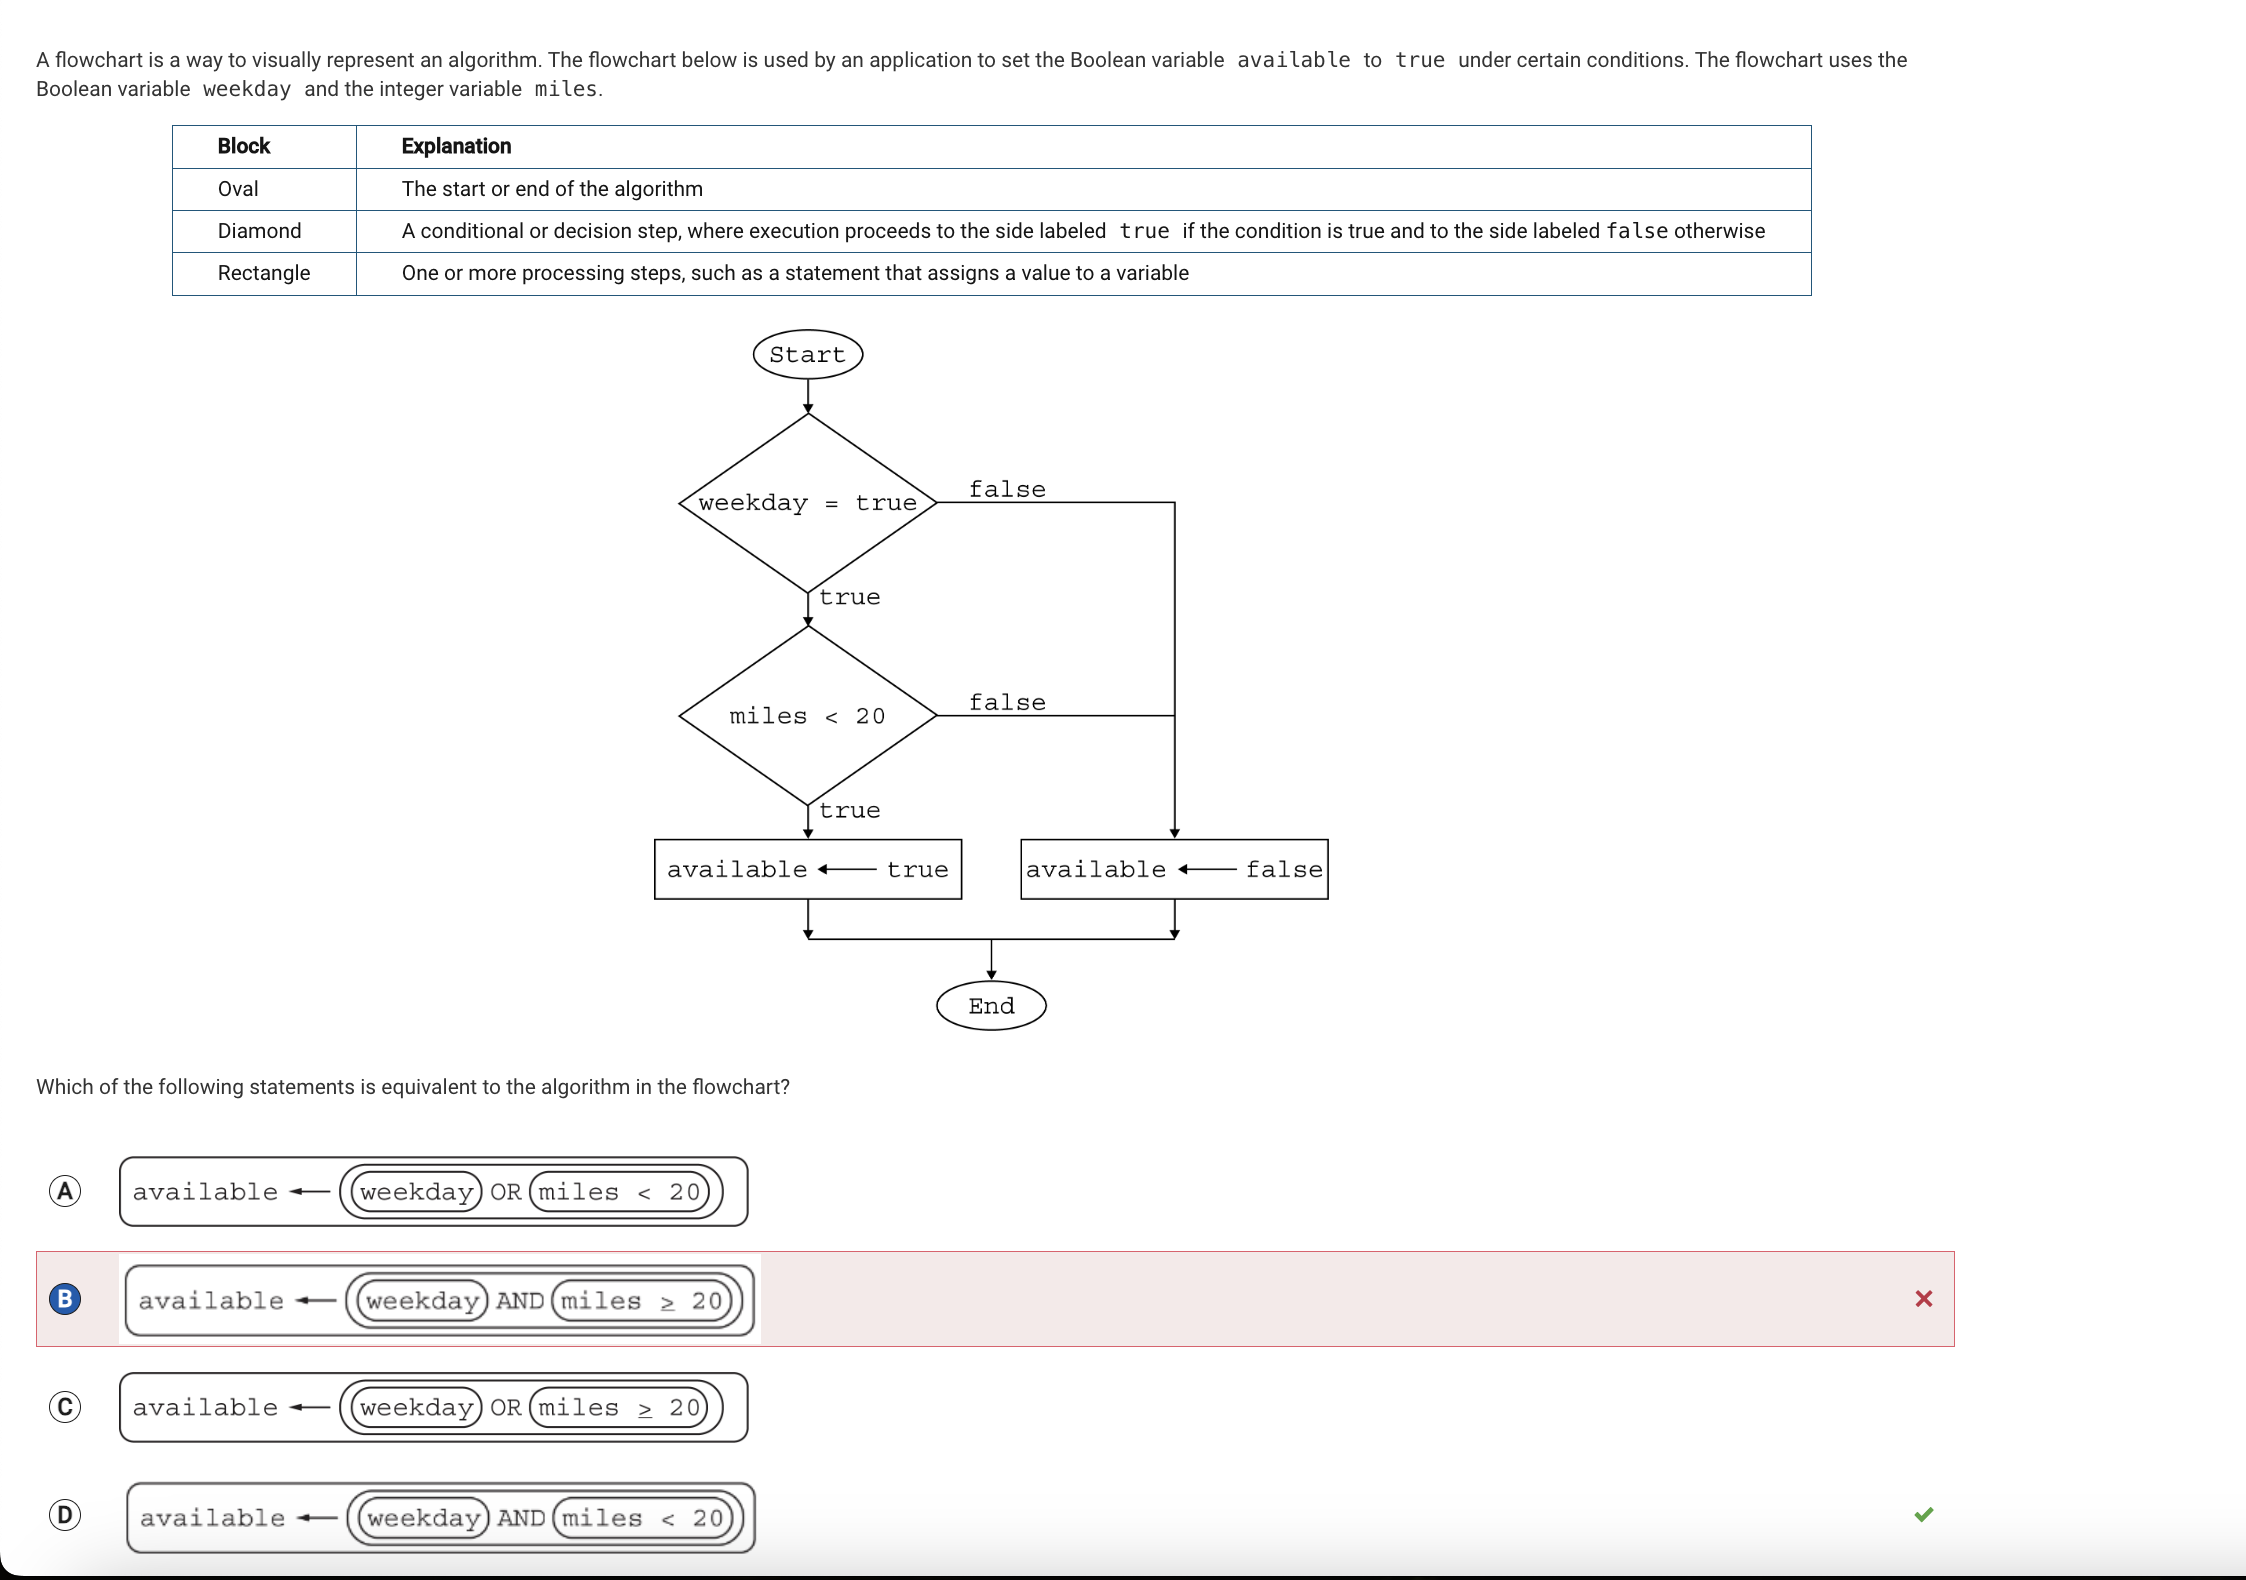 A flowchart is a way to visually represent an algorithm. The flowchart below is used by an application to set the Boolean variable available to true under certain conditions. The flowchart uses the
Boolean variable weekday and the integer variable miles.
Block Explanation
Oval The start or end of the algorithm
Diamond A conditional or decision step, where execution proceeds to the side labeled true if the condition is true and to the side labeled false otherwise
Rectangle One or more processing steps, such as a statement that assigns a value to a variable
Start
weekday = true
false
true
miles < 20
false
true
available ← true
available ← false
End
Which of the following statements is equivalent to the algorithm in the flowchart?
A available ← weekday OR miles < 20
B available ← weekday AND miles ≥ 20
C available ← weekday OR miles ≥ 20
D available ← weekday AND miles < 20